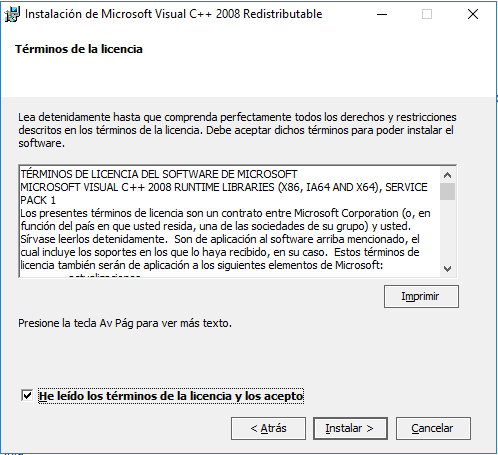 Instalación de Microsoft Visual C++ 2008 Redistributable
Términos de la licencia
Lea detenidamente hasta que comprenda perfectamente todos los derechos y restricciones
descritos en los términos de la licencia. Debe aceptar dichos términos para poder instalar el
software.
TÉRMINOS DE LICENCIA DEL SOFTWARE DE MICROSOFT
MICROSOFT VISUAL C++ 2008 RUNTIME LIBRARIES (X86, IA64 AND X64), SERVICE
PACK 1
Los presentes términos de licencia son un contrato entre Microsoft Corporation (o, en
función del país en que usted resida, una de las sociedades de su grupo) y usted.
Sírvase leerlos detenidamente.  Son de aplicación al software arriba mencionado, el
cual incluye los soportes en los que lo haya recibido, en su caso.  Estos términos de
licencia también serán de aplicación a los siguientes elementos de Microsoft:
Imprimir
Presione la tecla Av Pág para ver más texto.
He leído los términos de la licencia y los acepto
< Atrás
Instalar >
Cancelar